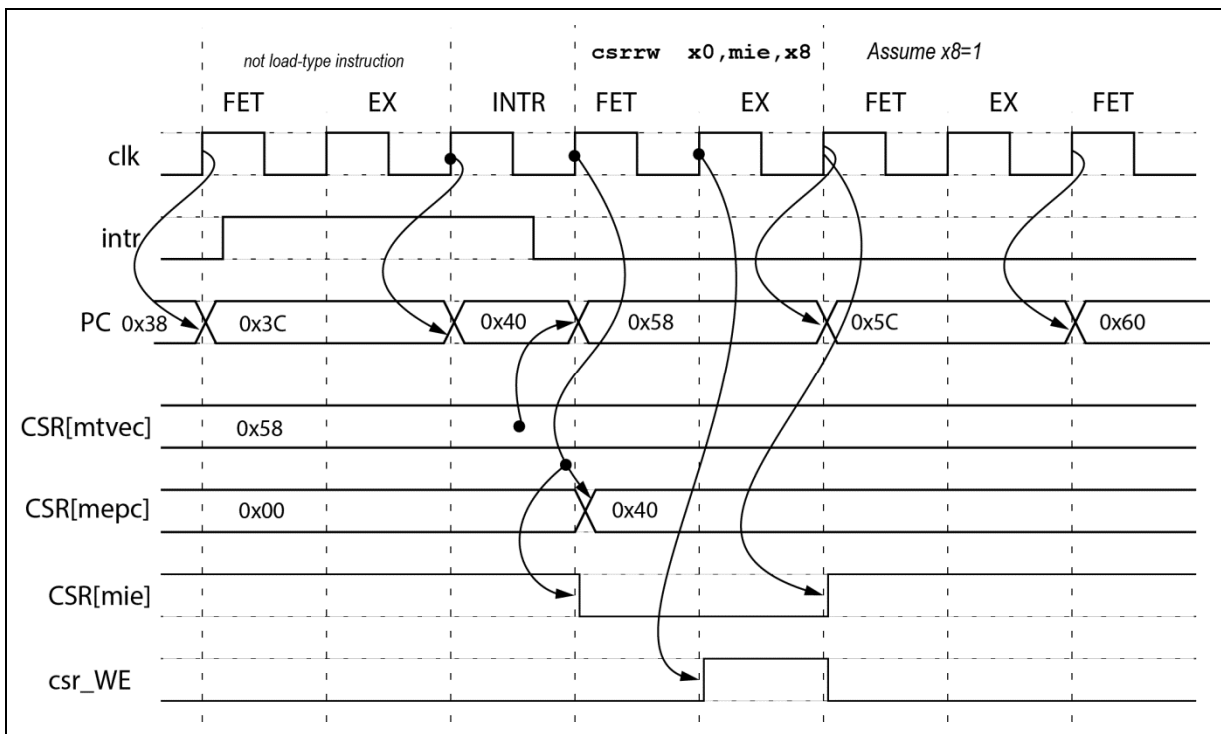 csrrw x0,mie,x8 Assume x8=1
not load-type instruction
FET EX INTR FET EX FET EX FET
clk
intr
PC 0x38 0x3C 0x40 0x58 0x5C 0x60
CSR[mtvec] 0x58
CSR[mepc] 0x00 0x40
CSR[mie]
csr_WE